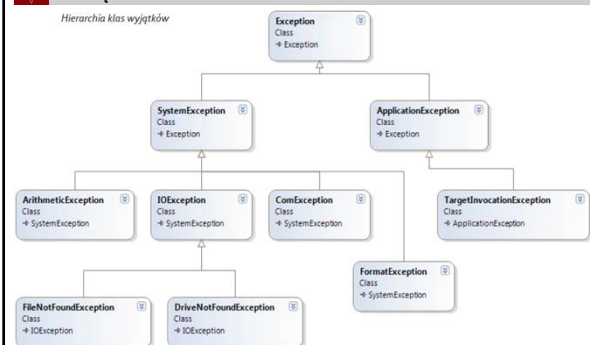 Hierarchia klas wyjątków
Exception
Class
Exception
SystemException
Class
Exception
ApplicationException
Class
Exception
ArithmeticException
Class
SystemException
IOException
Class
SystemException
ComException
Class
SystemException
TargetInvocationException
Class
ApplicationException
FormatException
Class
SystemException
FileNotFoundException
Class
IOException
DriveNotFoundException
Class
IOException